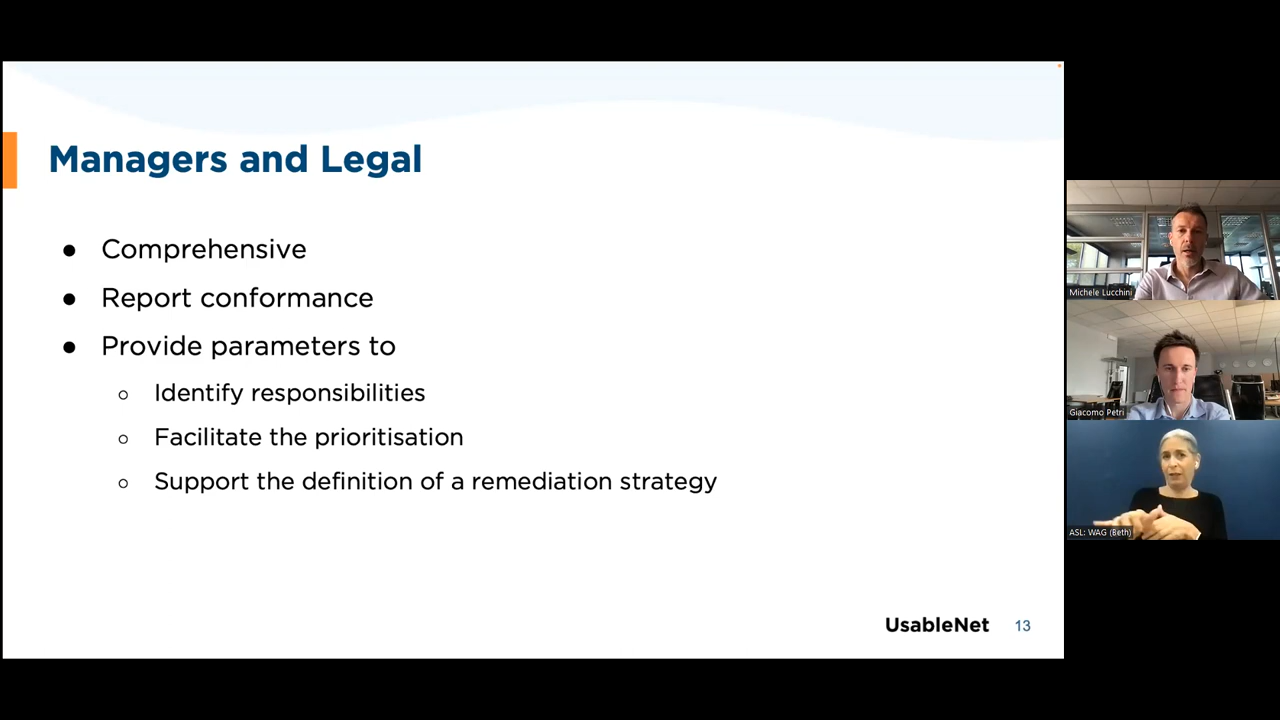 Managers and Legal
Comprehensive
Report conformance
Provide parameters to
Identify responsibilities
Facilitate the prioritisation
Support the definition of a remediation strategy
UsableNet 13
Michele Lucchini
Giacomo Petri
ASL: WAG (Beth)